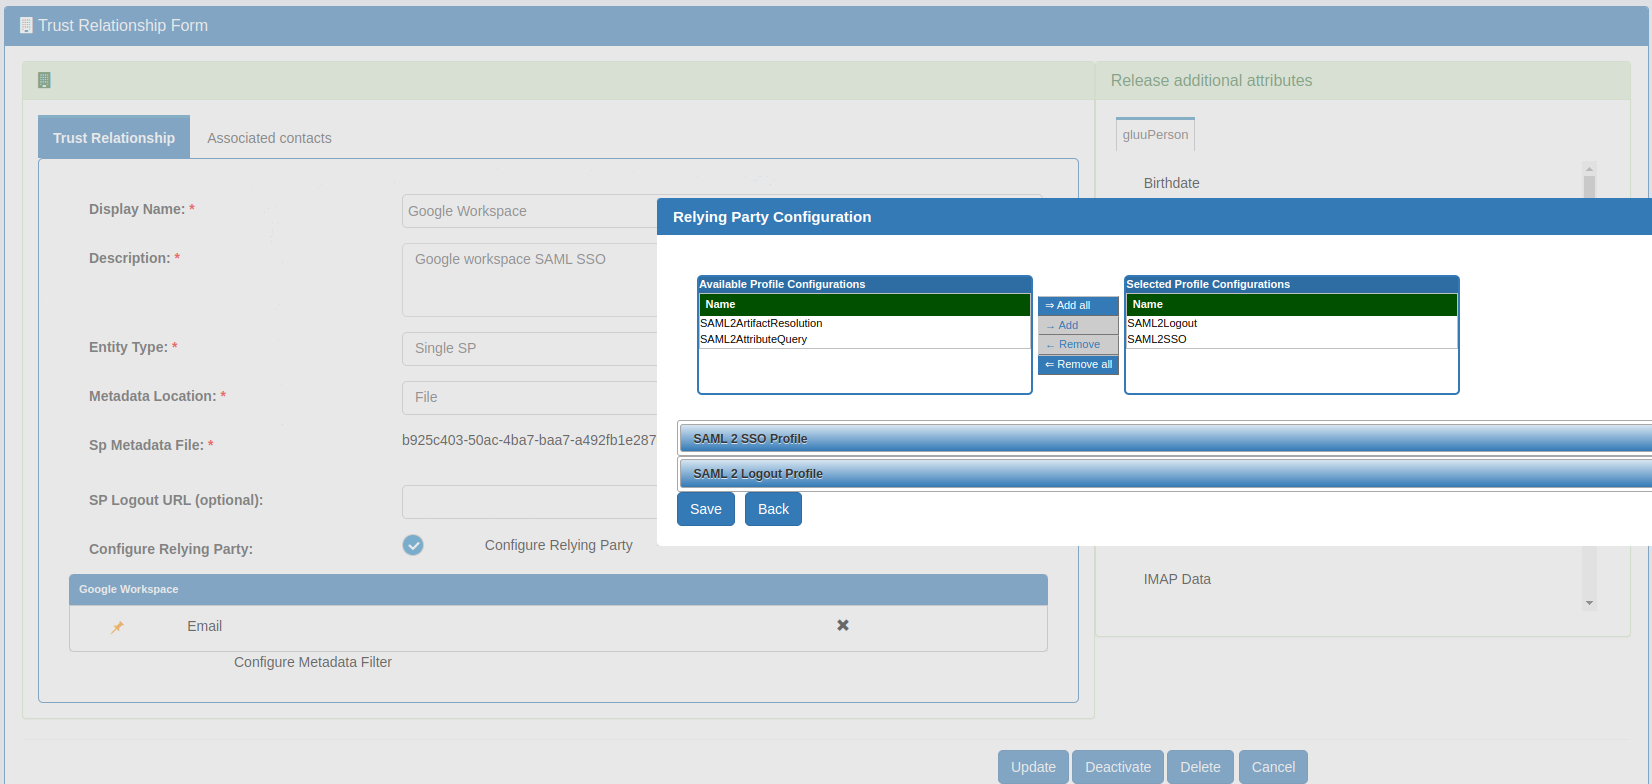 Trust Relationship Form
Release additional attributes
Trust Relationship
Associated contacts
gluuPerson
Birthdate
Display Name: *
Google Workspace
Description: *
Google workspace SAML SSO
Entity Type: *
Single SP
Metadata Location: *
File
Sp Metadata File: *
b925c403-50ac-4ba7-baa7-a492fb1e287
SP Logout URL (optional):
Configure Relying Party:
Configure Relying Party
Google Workspace
Email
Configure Metadata Filter
Relying Party Configuration
Available Profile Configurations
Name
SAML2ArtifactResolution
SAML2AttributeQuery
⇒ Add all
→ Add
← Remove
⇐ Remove all
Selected Profile Configurations
Name
SAML2Logout
SAML2SSO
SAML 2 SSO Profile
SAML 2 Logout Profile
Save
Back
IMAP Data
Update
Deactivate
Delete
Cancel